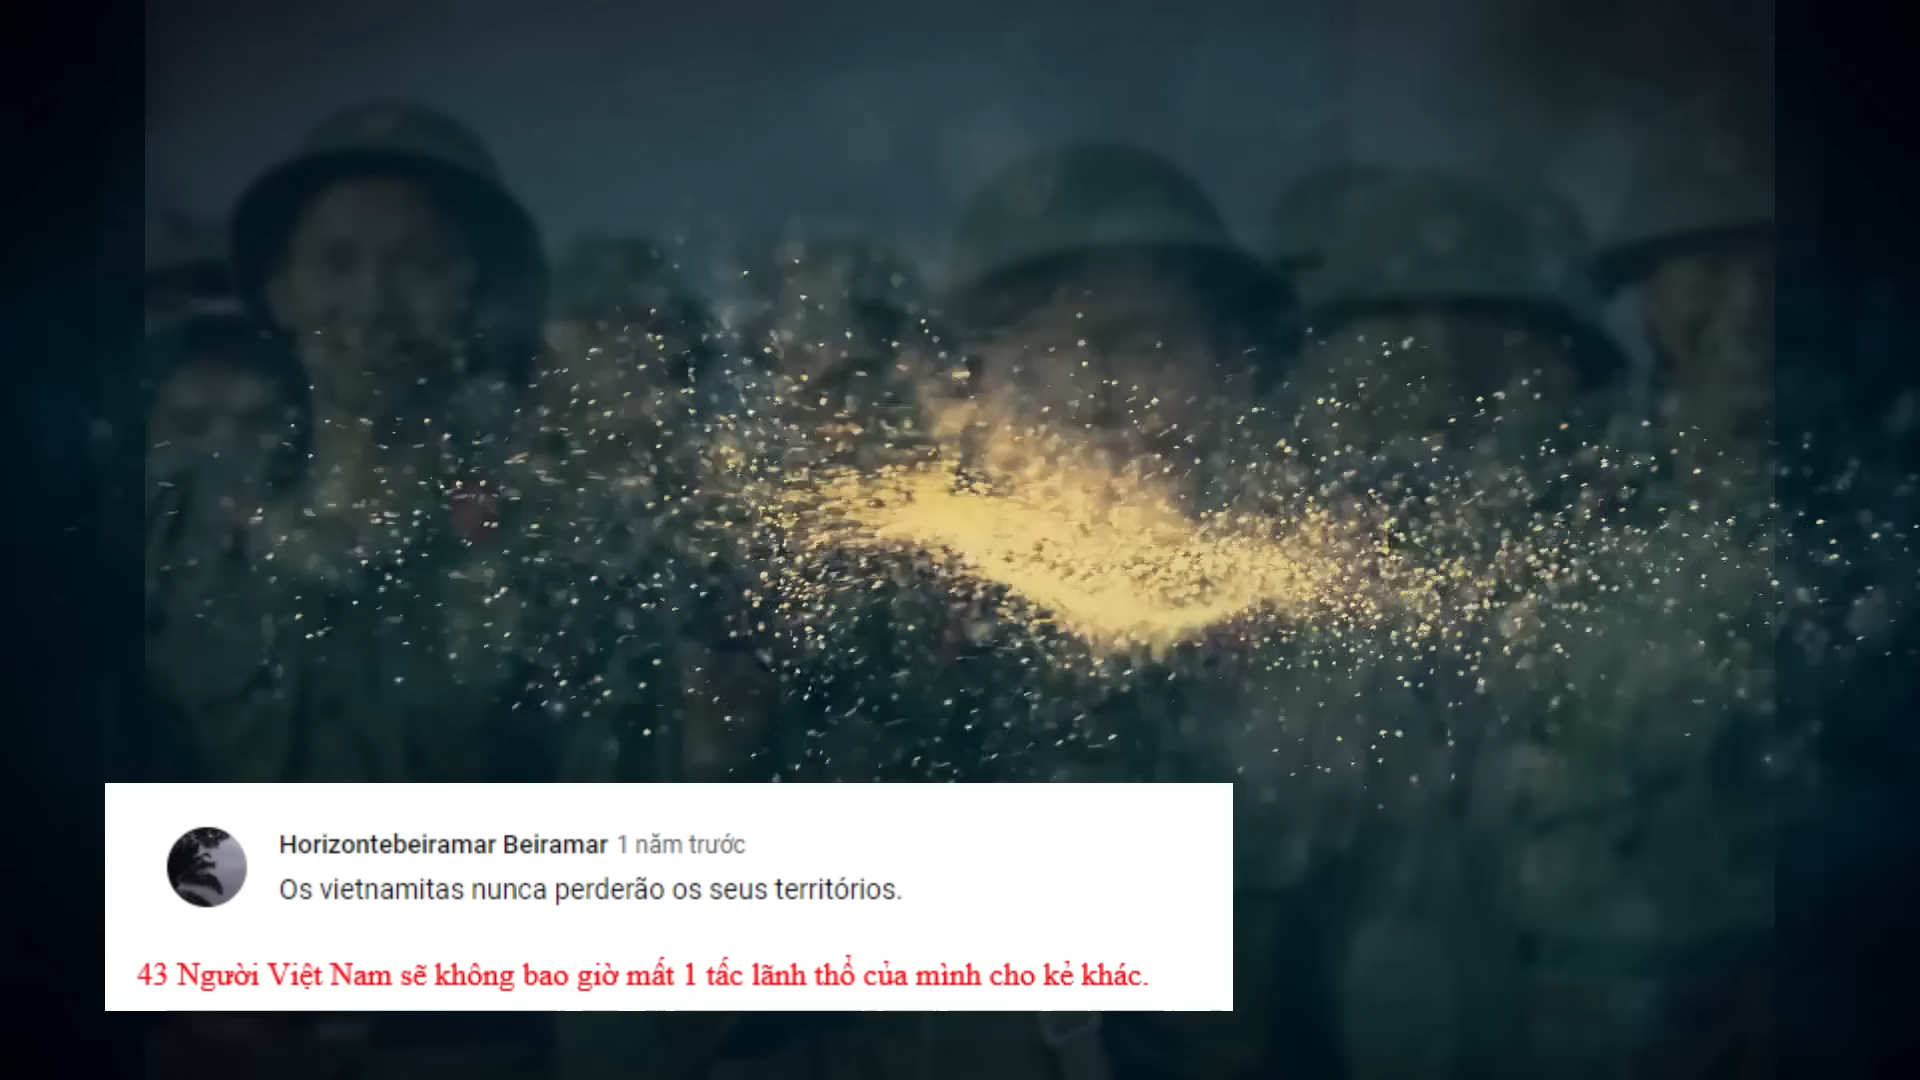 Horizontebeiramar Beiramar 1 năm trước
Os vietnamitas nunca perderão os seus territórios.
43 Người Việt Nam sẽ không bao giờ mất 1 tấc lãnh thổ của mình cho kẻ khác.